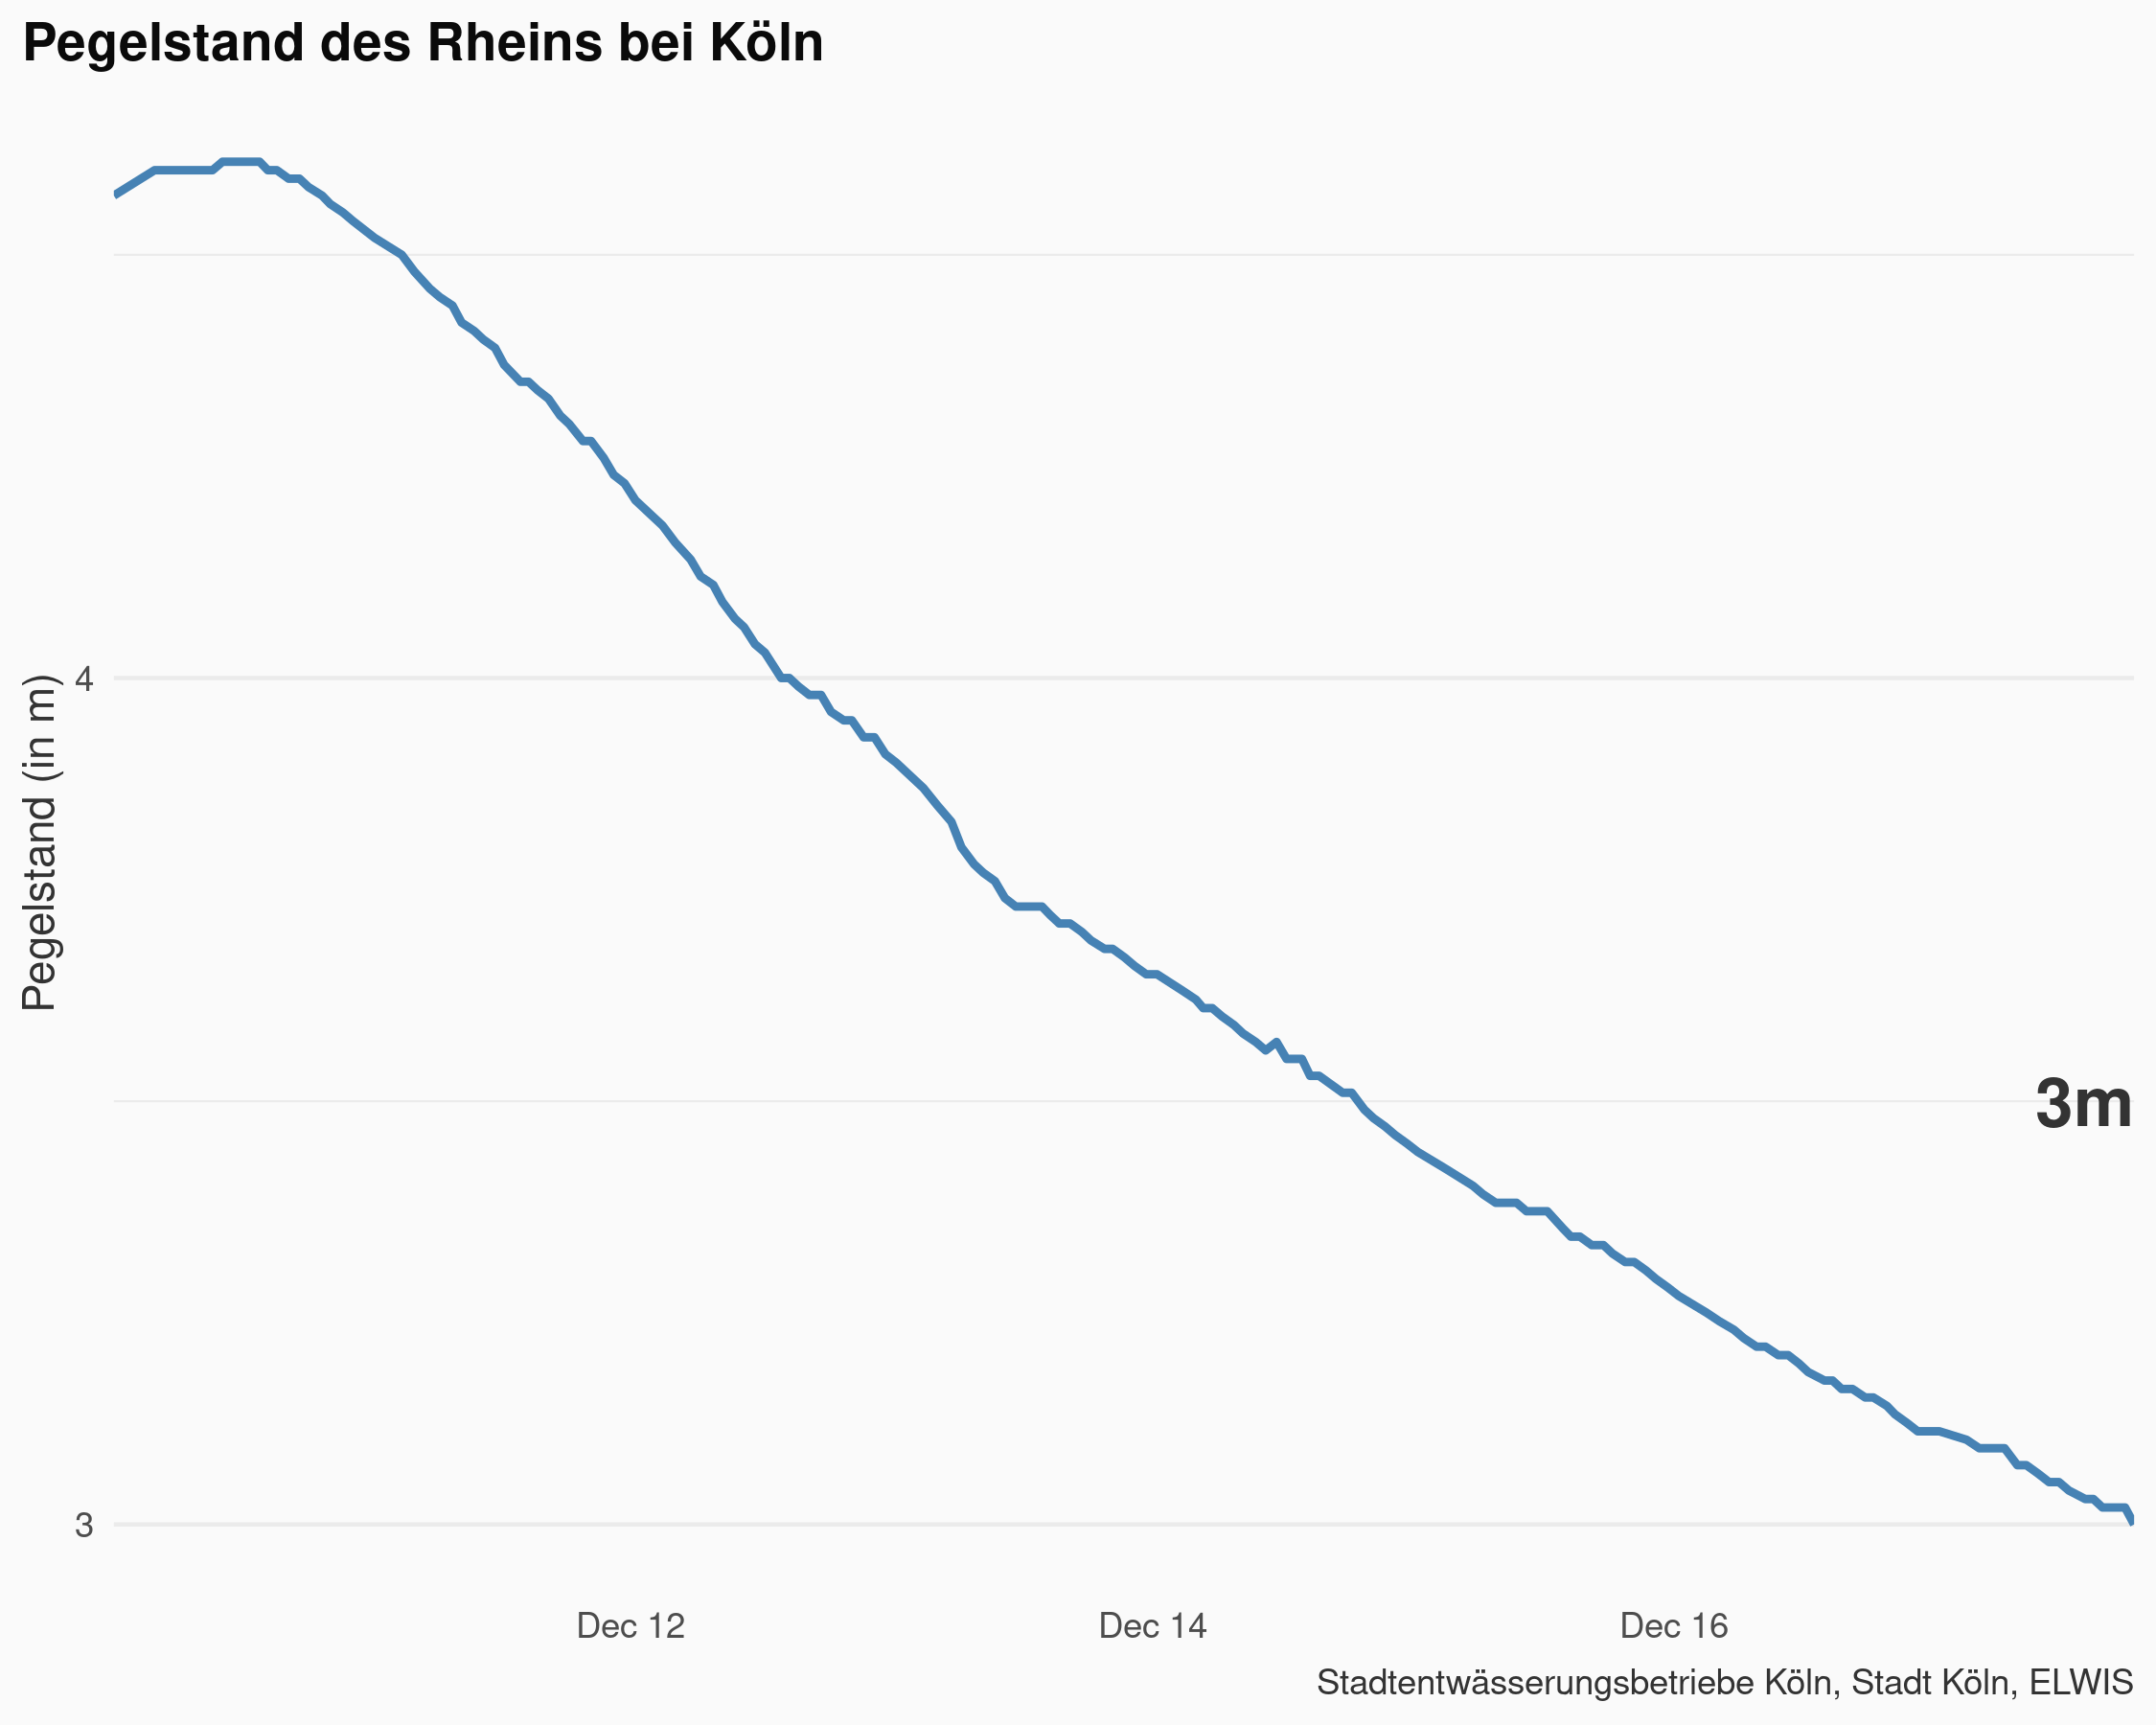 Pegelstand des Rheins bei Köln
Pegelstand (in m)
4
3m
3
Dec 12
Dec 14
Dec 16
Stadtentwässerungsbetriebe Köln, Stadt Köln, ELWIS